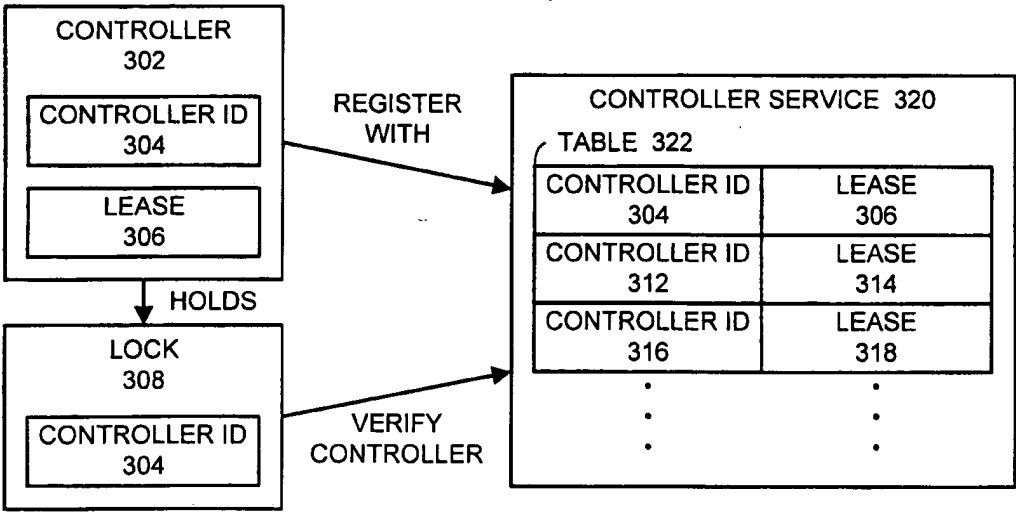 CONTROLLER
302
CONTROLLER ID
304
LEASE
306
HOLDS
LOCK
308
CONTROLLER ID
304
REGISTER
WITH
VERIFY
CONTROLLER
CONTROLLER SERVICE 320
TABLE 322
CONTROLLER ID LEASE
304 306
CONTROLLER ID LEASE
312 314
CONTROLLER ID LEASE
316 318